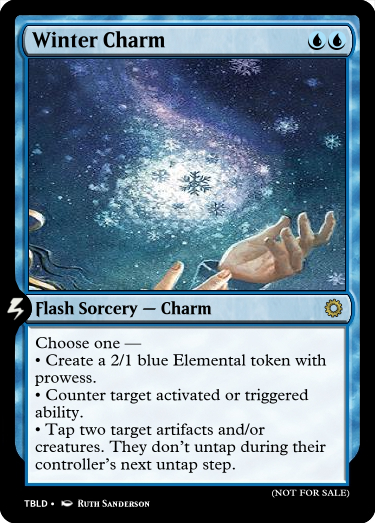 Winter Charm
Flash Sorcery — Charm
Choose one —
• Create a 2/1 blue Elemental token with
prowess.
• Counter target activated or triggered
ability.
• Tap two target artifacts and/or
creatures. They don’t untap during their
controller’s next untap step.
(NOT FOR SALE)
TBLD • Ruth Sanderson